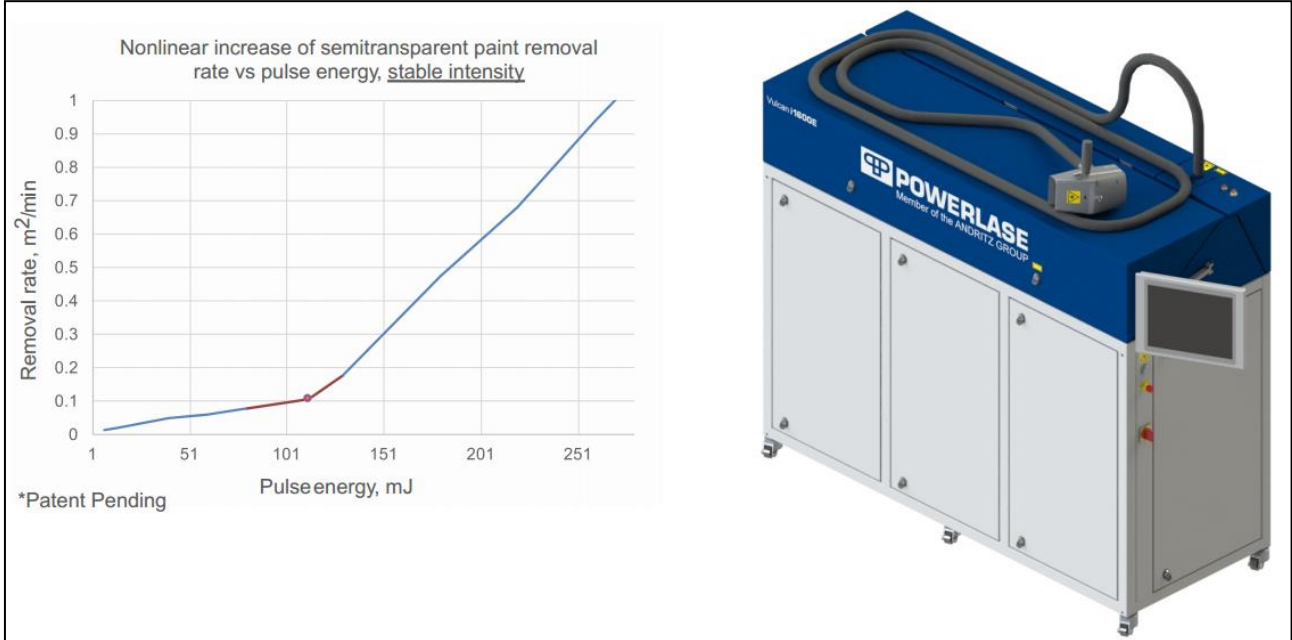 Nonlinear increase of semitransparent paint removal
rate vs pulse energy, stable intensity
1
0.9
0.8
0.7
0.6
0.5
0.4
0.3
0.2
0.1
0
Removal rate, m²/min
1 51 101 151 201 251
Pulse energy, mJ
*Patent Pending
Vulcan i1600E
POWERLASE
Member of the ANDRITZ GROUP